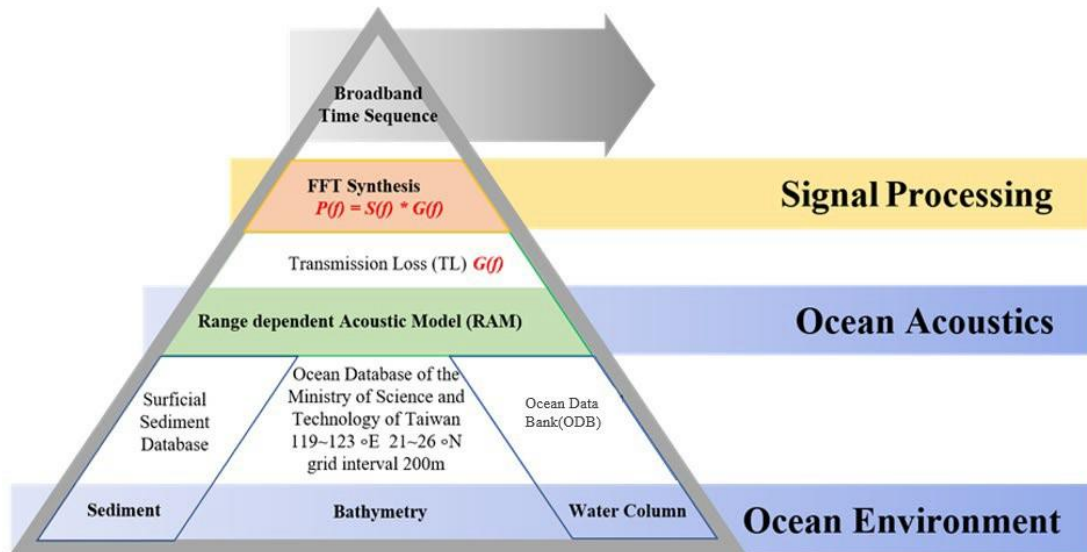 Broadband
Time Sequence
FFT Synthesis
P(f) = S(f) * G(f)
Signal Processing
Transmission Loss (TL) G(f)
Range dependent Acoustic Model (RAM)
Ocean Acoustics
Surficial
Sediment
Database
Ocean Database of the
Ministry of Science and
Technology of Taiwan
119~123 oE 21~26 oN
grid interval 200m
Ocean Data
Bank(ODB)
Sediment
Bathymetry
Water Column
Ocean Environment